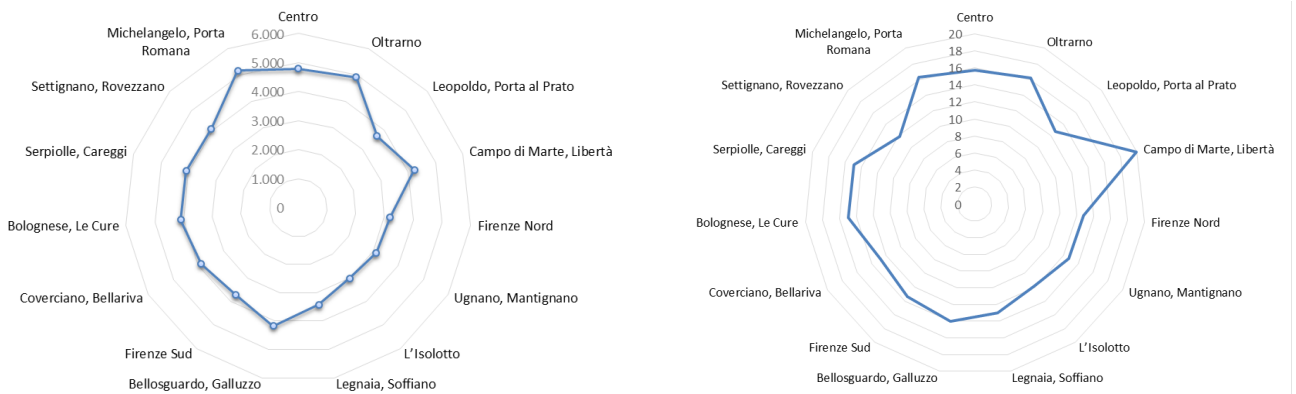 Centro
6.000
5.000
4.000
3.000
2.000
1.000
0
Oltrarno
Leopoldo, Porta al Prato
Campo di Marte, Libertà
Firenze Nord
Ugnano, Mantignano
L'Isolotto
Legnaia, Soffiano
Bellosguardo, Galluzzo
Firenze Sud
Coverciano, Bellariva
Bolognese, Le Cure
Serpiolle, Careggi
Settignano, Rovezzano
Michelangelo, Porta
Romana
Centro
20
18
16
14
12
10
8
6
4
2
0
Oltrarno
Leopoldo, Porta al Prato
Campo di Marte, Libertà
Firenze Nord
Ugnano, Mantignano
L'Isolotto
Legnaia, Soffiano
Bellosguardo, Galluzzo
Firenze Sud
Coverciano, Bellariva
Bolognese, Le Cure
Serpiolle, Careggi
Settignano, Rovezzano
Michelangelo, Porta
Romana